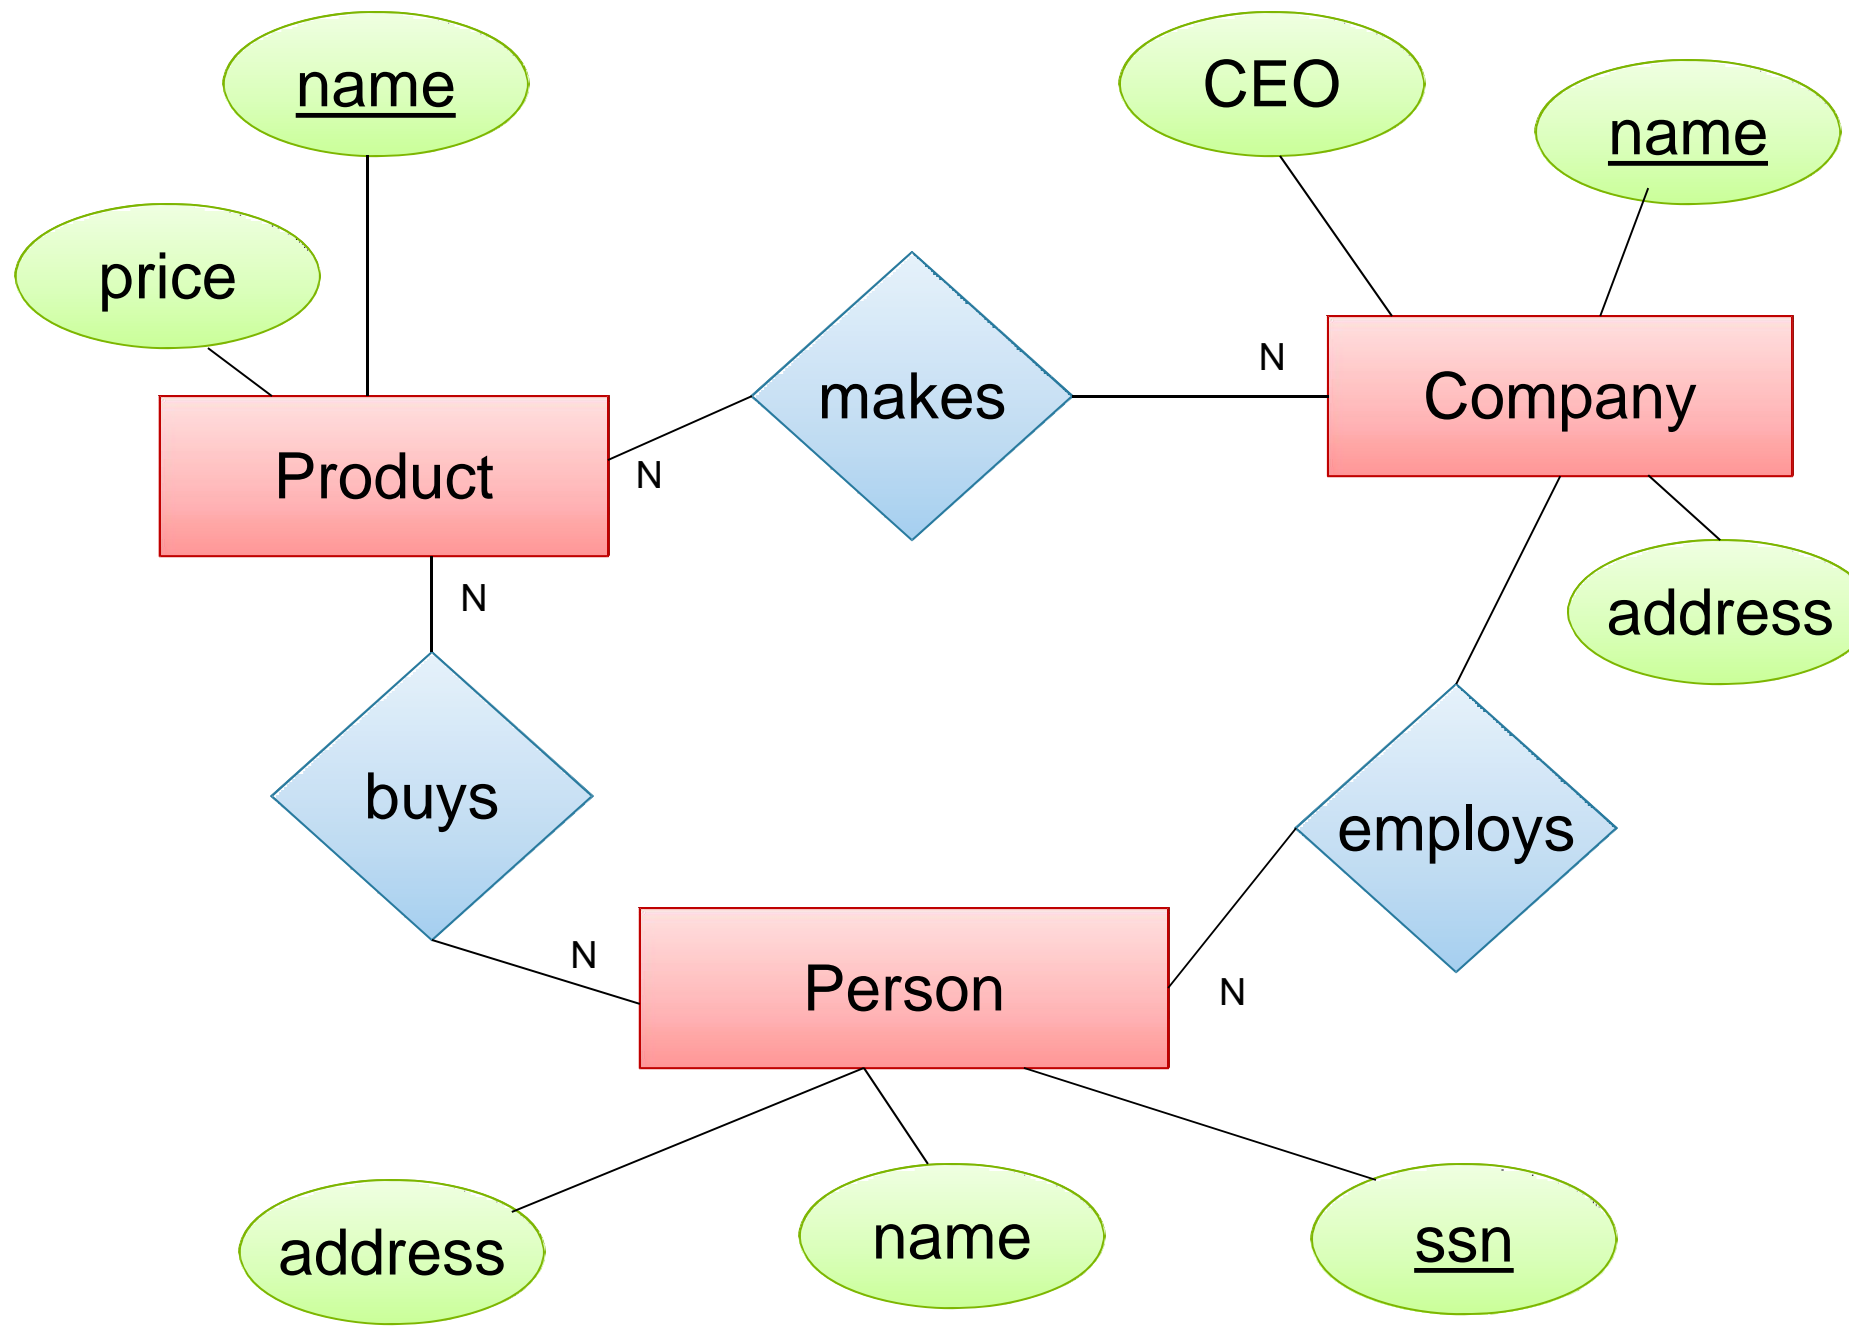 name
CEO
name
price
N
makes
Company
Product
N
N
address
buys
employs
N
Person
N
address
name
ssn